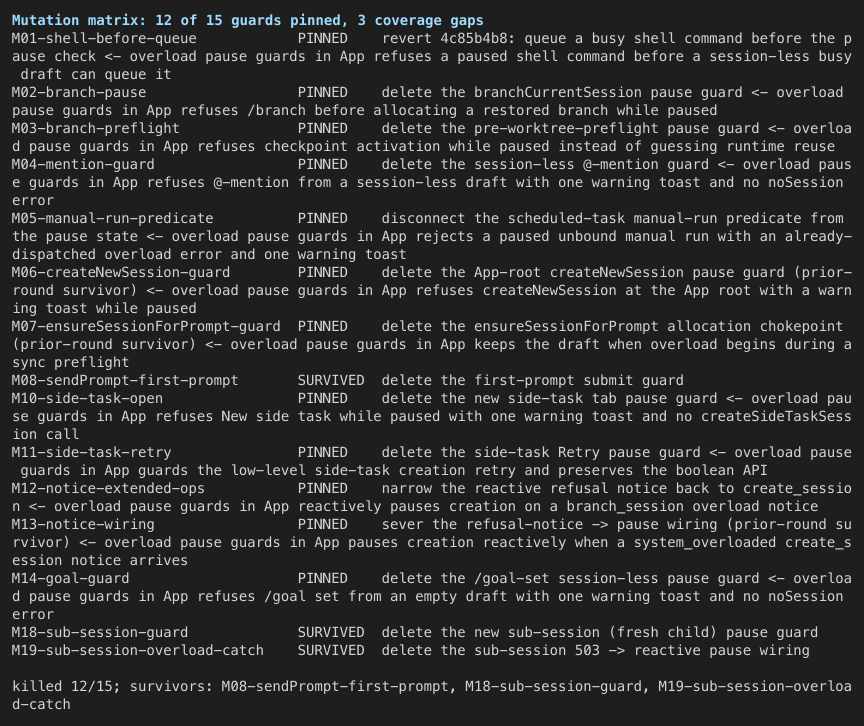 Mutation matrix: 12 of 15 guards pinned, 3 coverage gaps
M01-shell-before-queue            PINNED    revert 4c85b4b8: queue a busy shell command before the p
ause check <- overload pause guards in App refuses a paused shell command before a session-less busy
 draft can queue it
M02-branch-pause                  PINNED    delete the branchCurrentSession pause guard <- overload
pause guards in App refuses /branch before allocating a restored branch while paused
M03-branch-preflight              PINNED    delete the pre-worktree-preflight pause guard <- overloa
d pause guards in App refuses checkpoint activation while paused instead of guessing runtime reuse
M04-mention-guard                 PINNED    delete the session-less @-mention guard <- overload paus
e guards in App refuses @-mention from a session-less draft with one warning toast and no noSession
error
M05-manual-run-predicate          PINNED    disconnect the scheduled-task manual-run predicate from
the pause state <- overload pause guards in App rejects a paused unbound manual run with an already-
dispatched overload error and one warning toast
M06-createNewSession-guard        PINNED    delete the App-root createNewSession pause guard (prior-
round survivor) <- overload pause guards in App refuses createNewSession at the App root with a warn
ing toast while paused
M07-ensureSessionForPrompt-guard  PINNED    delete the ensureSessionForPrompt allocation chokepoint
(prior-round survivor) <- overload pause guards in App keeps the draft when overload begins during a
sync preflight
M08-sendPrompt-first-prompt       SURVIVED  delete the first-prompt submit guard
M10-side-task-open                PINNED    delete the new side-task tab pause guard <- overload pau
se guards in App refuses New side task while paused with one warning toast and no createSideTaskSess
ion call
M11-side-task-retry               PINNED    delete the side-task Retry pause guard <- overload pause
 guards in App guards the low-level side-task creation retry and preserves the boolean API
M12-notice-extended-ops           PINNED    narrow the reactive refusal notice back to create_sessio
n <- overload pause guards in App reactively pauses creation on a branch_session overload notice
M13-notice-wiring                 PINNED    sever the refusal-notice -> pause wiring (prior-round su
rvivor) <- overload pause guards in App pauses creation reactively when a system_overloaded create_s
ession notice arrives
M14-goal-guard                    PINNED    delete the /goal-set session-less pause guard <- overloa
d pause guards in App refuses /goal set from an empty draft with one warning toast and no noSession
error
M18-sub-session-guard             SURVIVED  delete the new sub-session (fresh child) pause guard
M19-sub-session-overload-catch    SURVIVED  delete the sub-session 503 -> reactive pause wiring

killed 12/15; survivors: M08-sendPrompt-first-prompt, M18-sub-session-guard, M19-sub-session-overloa
d-catch